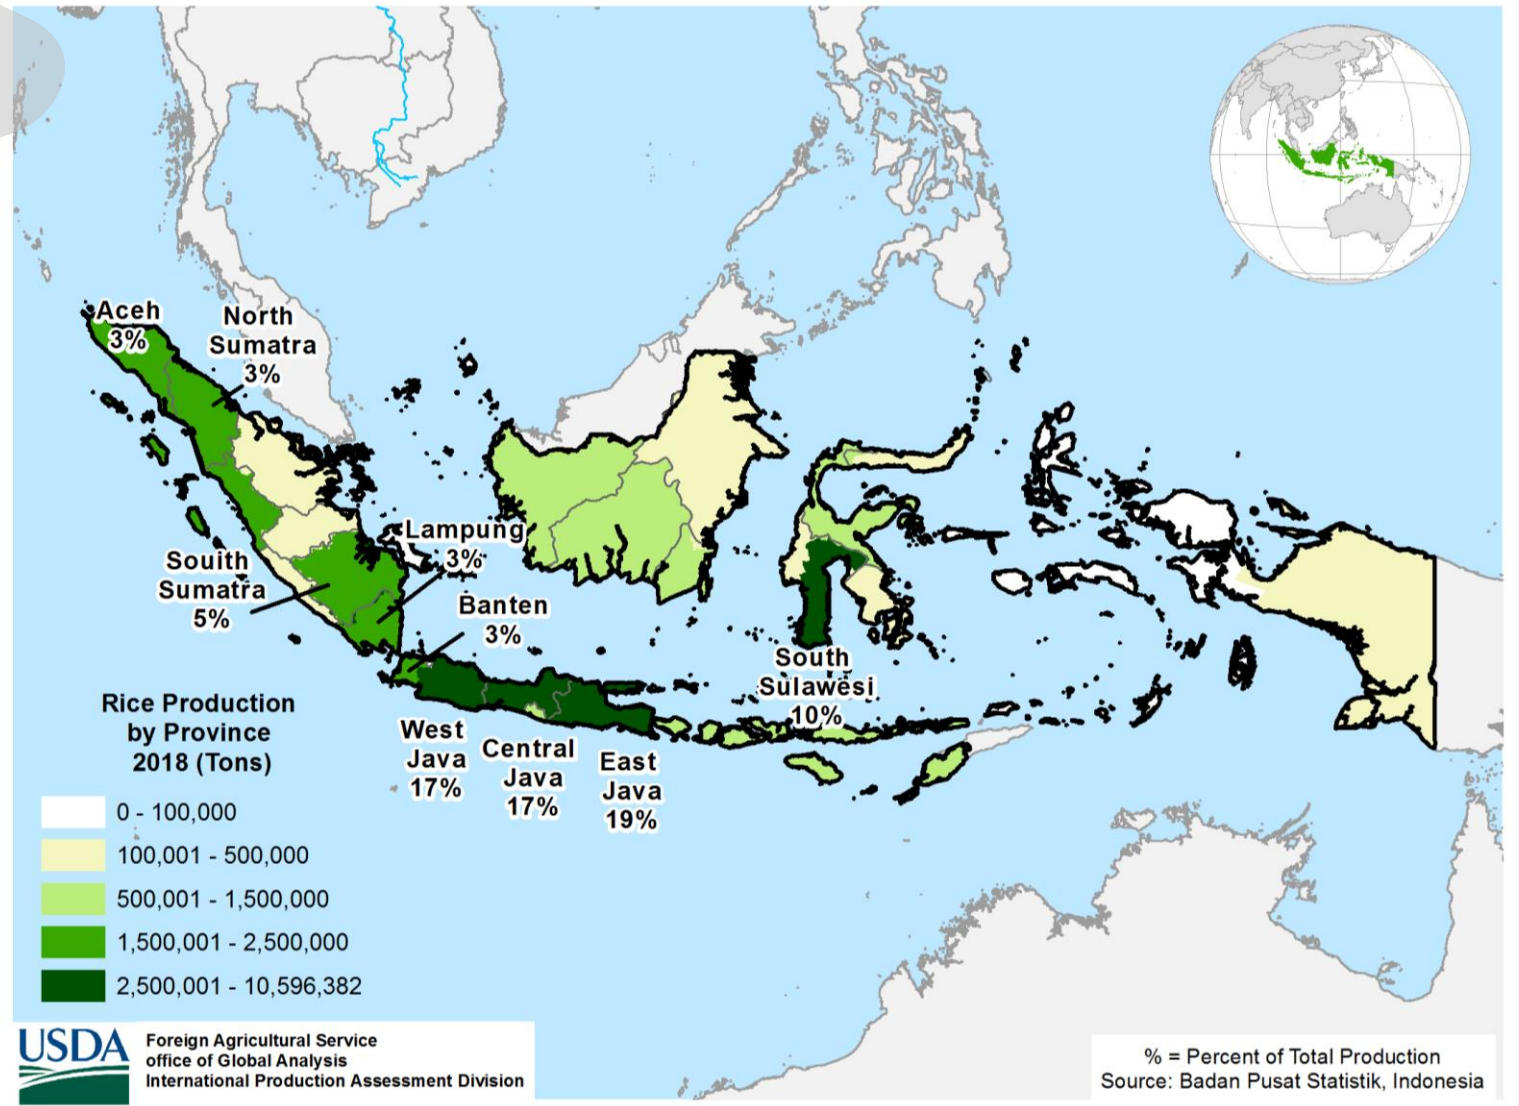 Aceh
3%
North
Sumatra
3%
Lampung
3%
Souith
Sumatra
5%
Banten
3%
South
Sulawesi
10%
West
Java
17%
Central
Java
17%
East
Java
19%
Rice Production
by Province
2018 (Tons)
0 - 100,000
100,001 - 500,000
500,001 - 1,500,000
1,500,001 - 2,500,000
2,500,001 - 10,596,382
USDA
Foreign Agricultural Service
office of Global Analysis
International Production Assessment Division
% = Percent of Total Production
Source: Badan Pusat Statistik, Indonesia